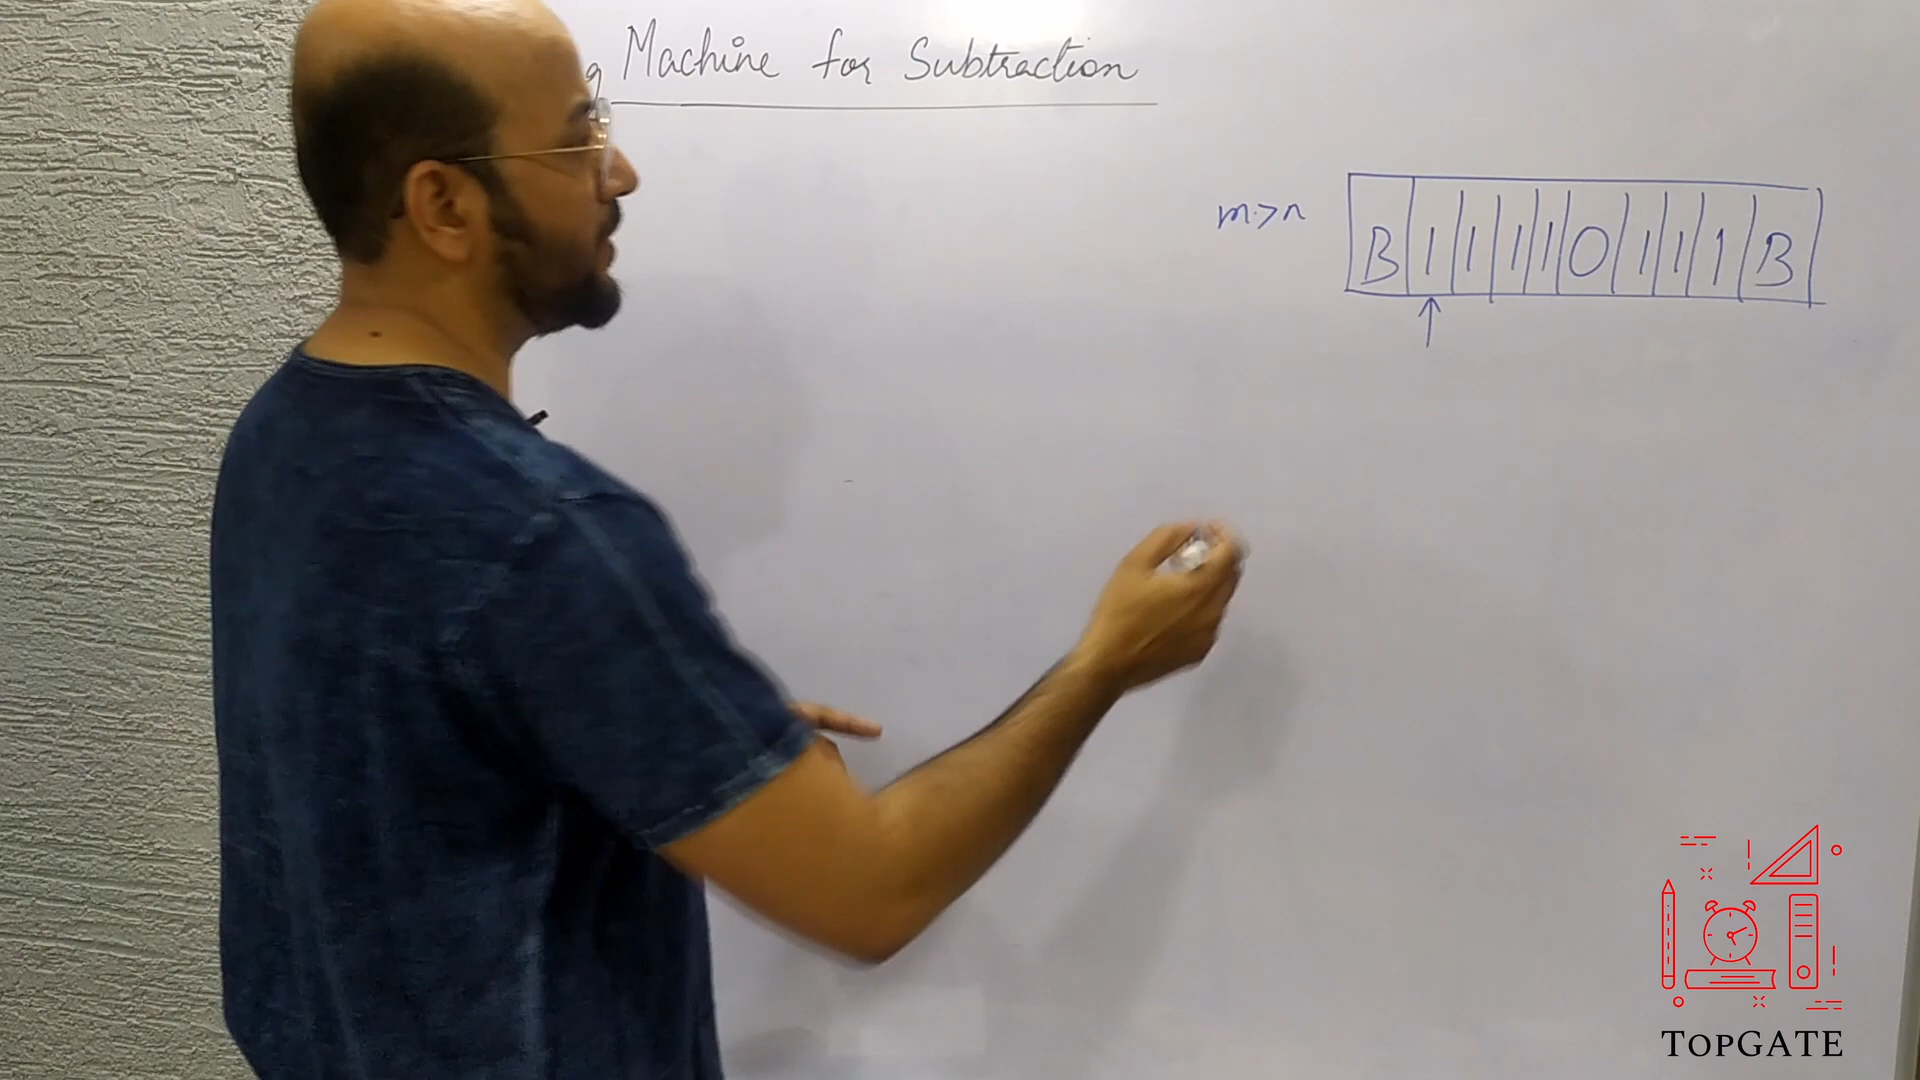 g Machine for Subtraction
m>n B 1 1 1 1 0 1 1 1 B
TOPGATE